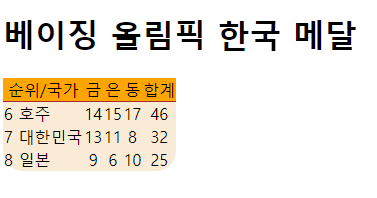 베이징 올림픽 한국 메달
순위/국가 금 은 동 합계
6 호주 14 15 17 46
7 대한민국 13 11 8 32
8 일본 9 6 10 25